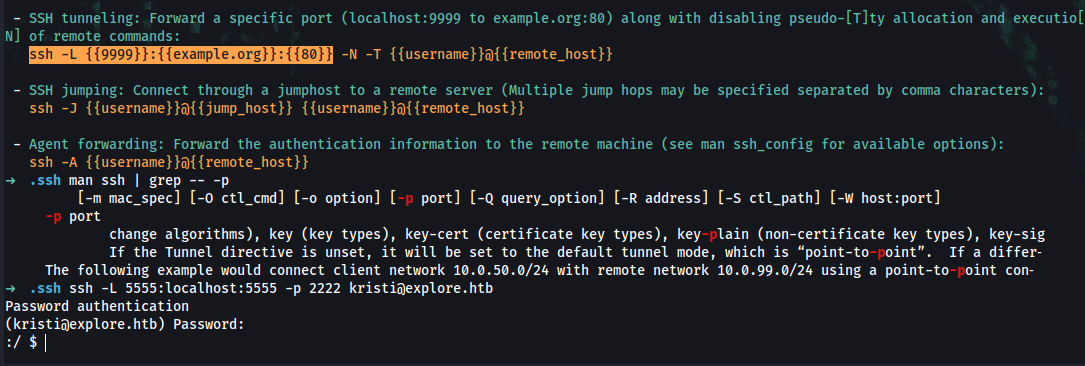 - SSH tunneling: Forward a specific port (localhost:9999 to example.org:80) along with disabling pseudo-[T]ty allocation and executio[
N] of remote commands:
ssh -L {{9999}}:{{example.org}}:{{80}} -N -T {{username}}@{{remote_host}}
- SSH jumping: Connect through a jumphost to a remote server (Multiple jump hops may be specified separated by comma characters):
ssh -J {{username}}@{{jump_host}} {{username}}@{{remote_host}}
- Agent forwarding: Forward the authentication information to the remote machine (see man ssh_config for available options):
ssh -A {{username}}@{{remote_host}}
→ .ssh man ssh | grep -- -p
[-m mac_spec] [-O ctl_cmd] [-o option] [-p port] [-Q query_option] [-R address] [-S ctl_path] [-W host:port]
-p port
change algorithms), key (key types), key-cert (certificate key types), key-plain (non-certificate key types), key-sig
If the Tunnel directive is unset, it will be set to the default tunnel mode, which is “point-to-point”. If a differ-
The following example would connect client network 10.0.50.0/24 with remote network 10.0.99.0/24 using a point-to-point con-
→ .ssh ssh -L 5555:localhost:5555 -p 2222 kristi@explore.htb
Password authentication
(kristi@explore.htb) Password:
:/ $